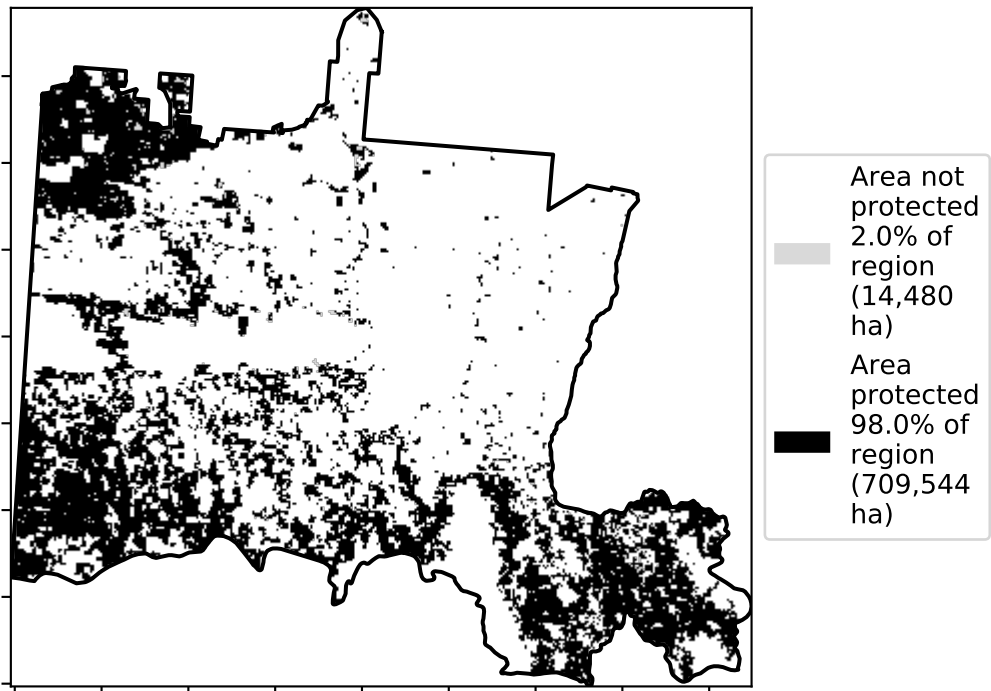 Area not
protected
2.0% of
region
(14,480
ha)
Area
protected
98.0% of
region
(709,544
ha)